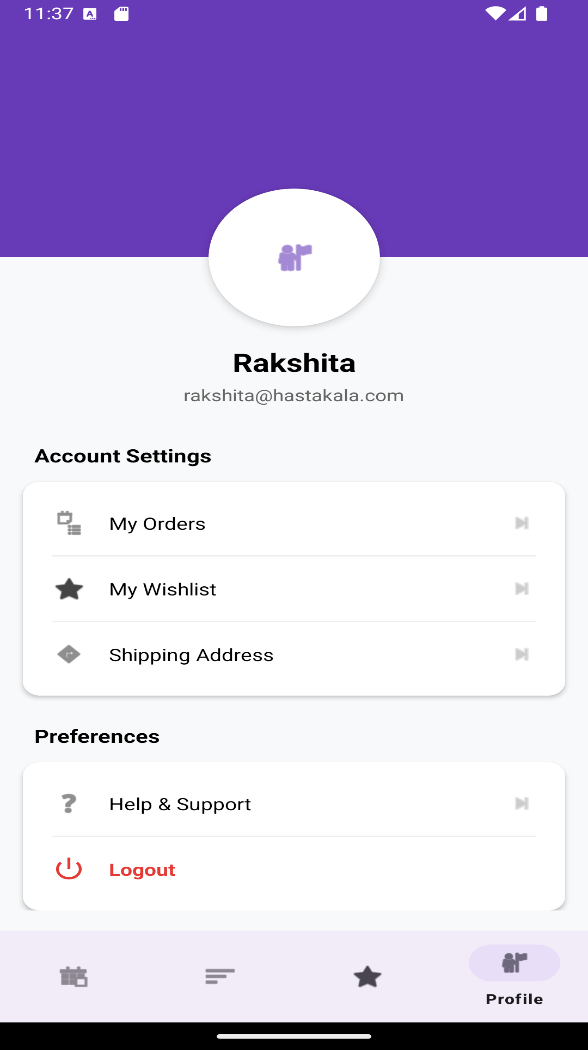 11:37
Rakshita
rakshita@hastakala.com
Account Settings
My Orders
My Wishlist
Shipping Address
Preferences
Help & Support
Logout
Profile